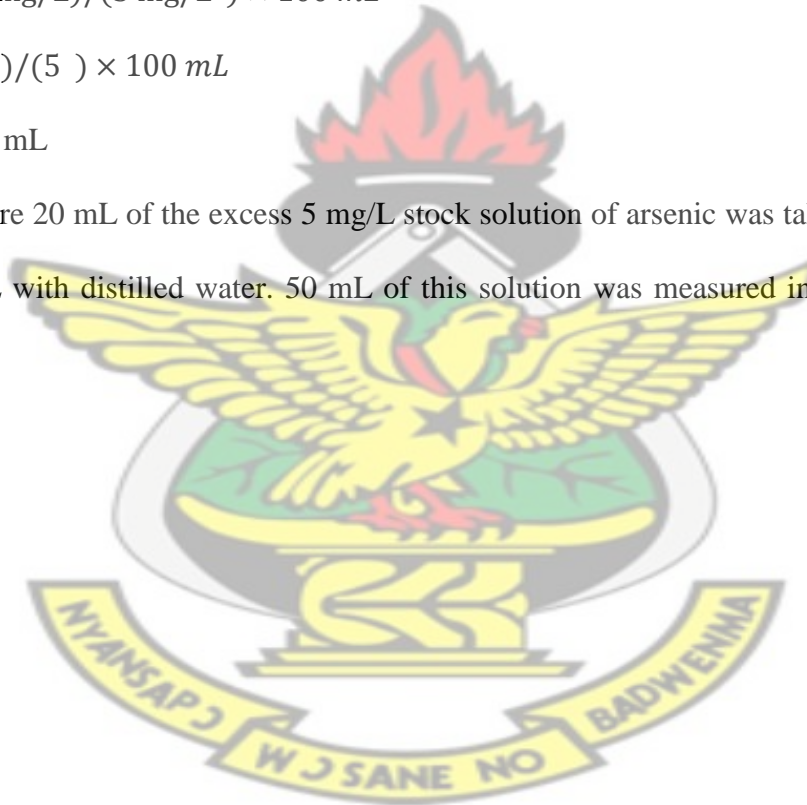 )/(5 ) × 100 mL
mL
re 20 mL of the excess 5 mg/L stock solution of arsenic was ta
with distilled water. 50 mL of this solution was measured in
NYANSAPƆ
WƆSANE NO
BADWENMA